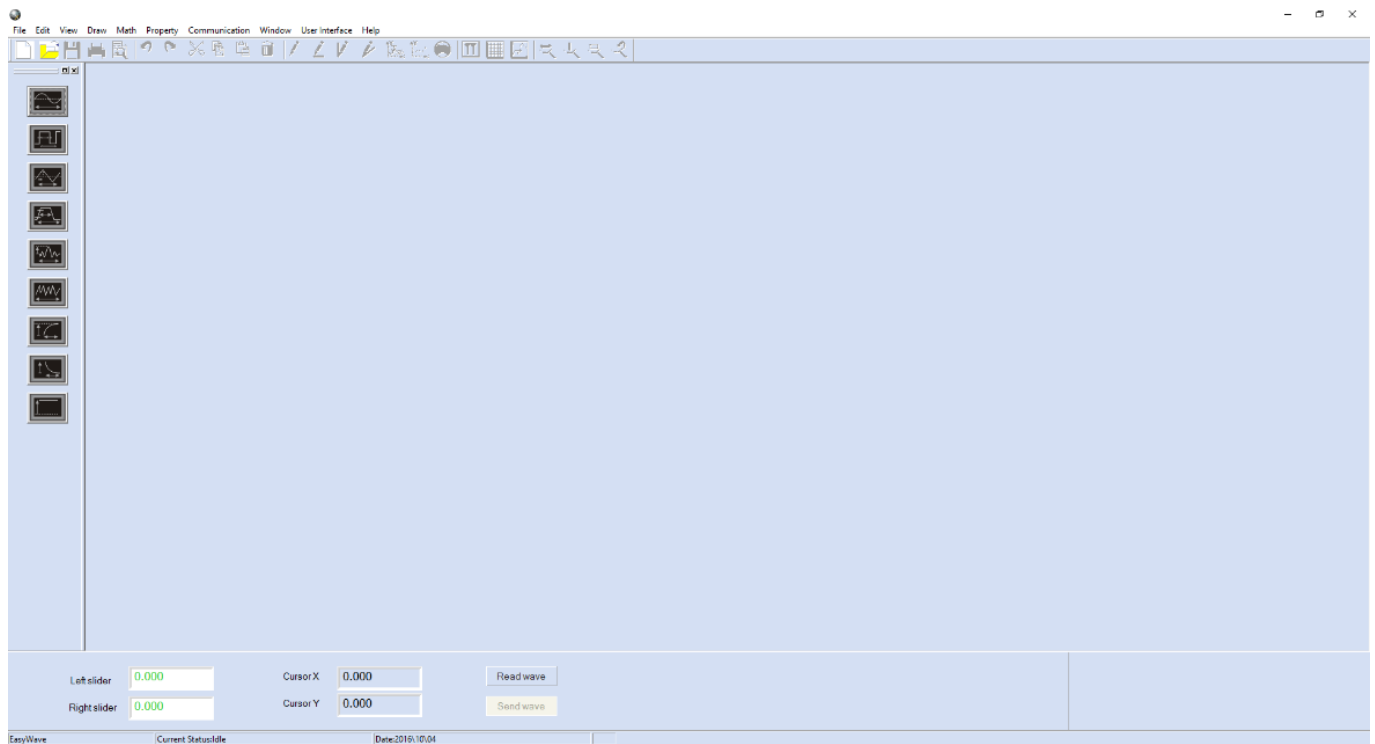 File Edit View Draw Math Property Communication Window User Interface Help
Left slider 0.000 Cursor X 0.000 Read wave
Right slider 0.000 Cursor Y 0.000 Send wave
EasyWave Current Status:Idle Date:2016\10\04